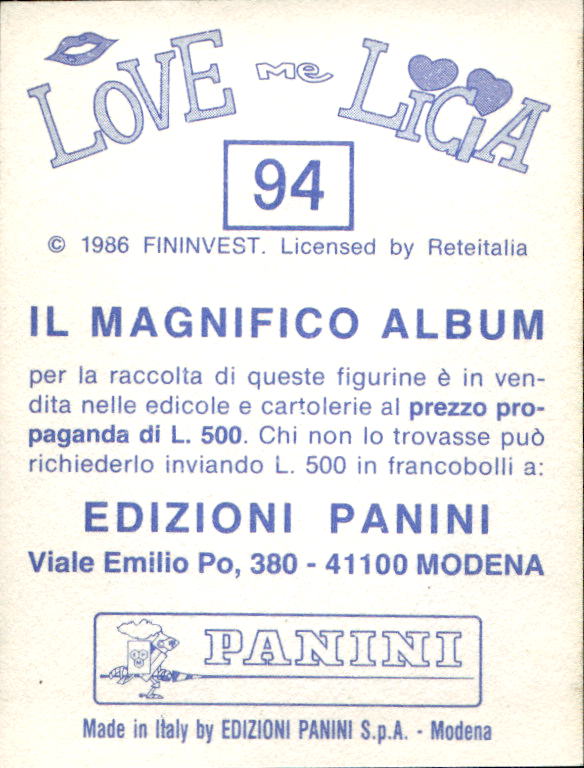 LOVE me LICIA
94
© 1986 FININVEST. Licensed by Reteitalia
IL MAGNIFICO ALBUM
per la raccolta di queste figurine è in ven-
dita nelle edicole e cartolerie al prezzo pro-
paganda di L. 500. Chi non lo trovasse può
richiederlo inviando L. 500 in francobolli a:
EDIZIONI PANINI
Viale Emilio Po, 380 - 41100 MODENA
PANINI
Made in Italy by EDIZIONI PANINI S.p.A. - Modena